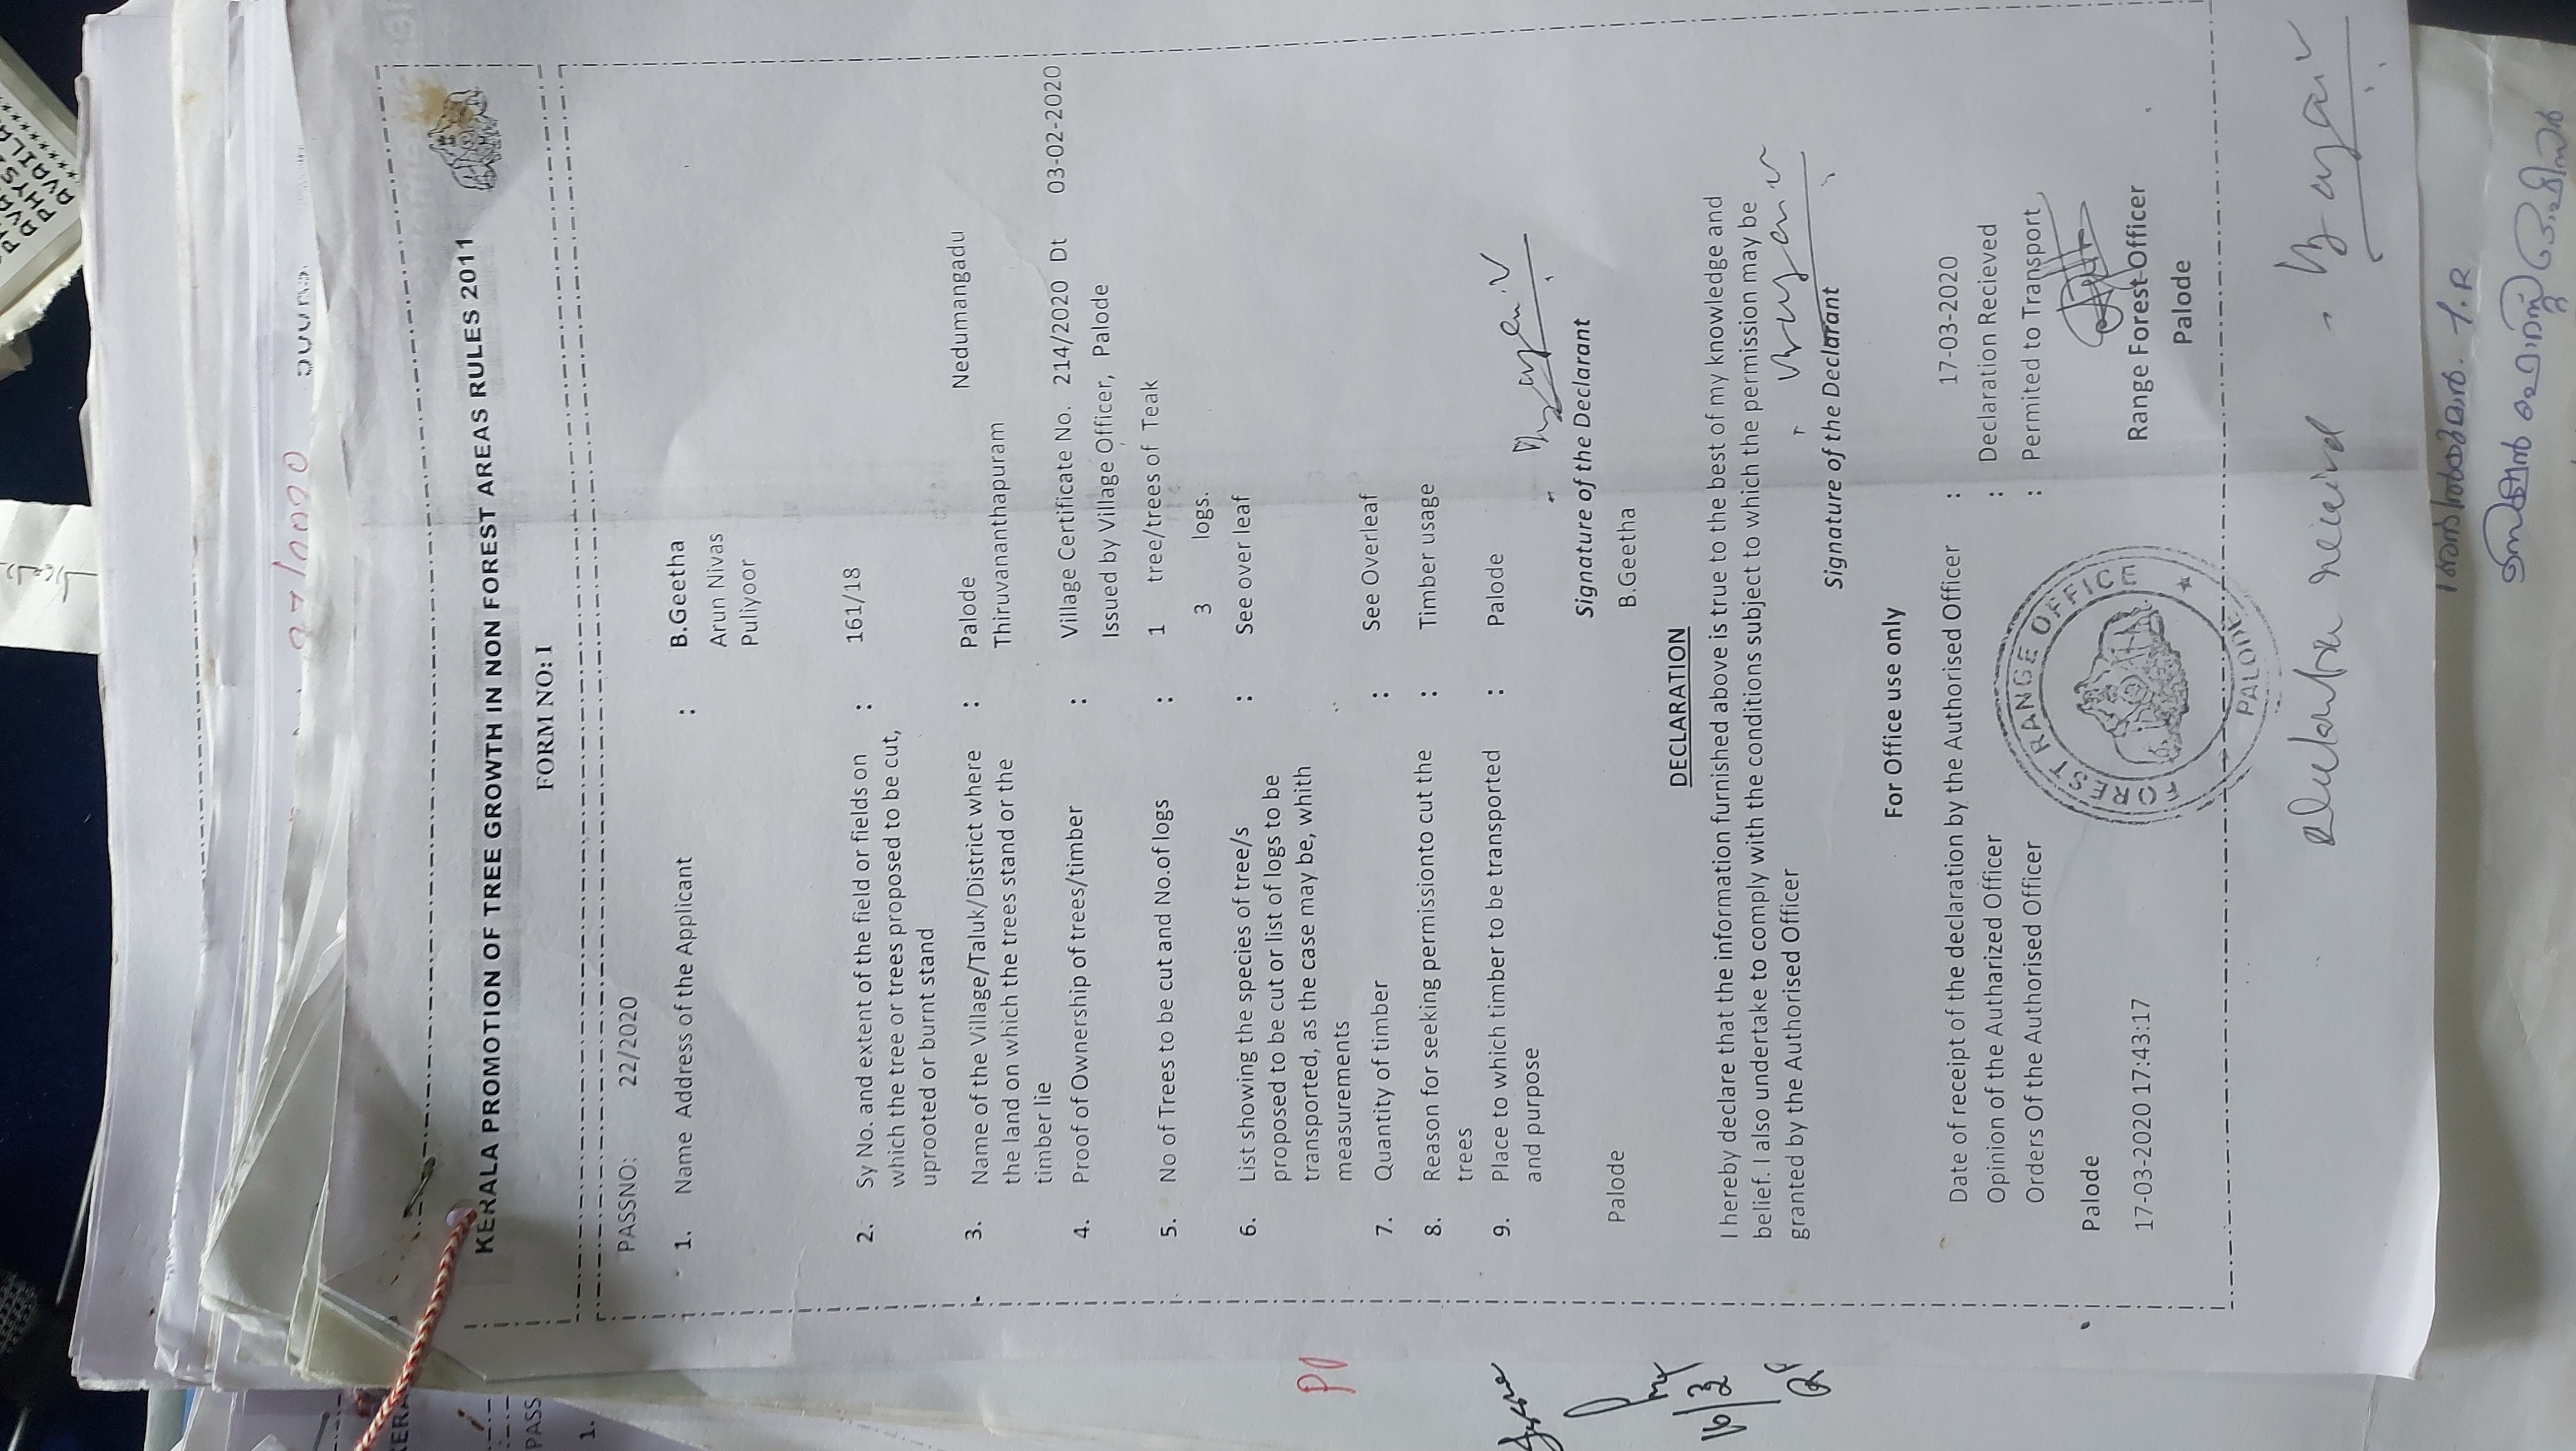 PHYS
AVAILA
KERALA PROMOTION OF TREE GROWTH IN NON FOREST AREAS RULES 2011
FORM NO: I
PASSNO: 22/2020
1. Name Address of the Applicant : B.Geetha
Arun Nivas
Puliyoor
2. Sy No. and extent of the field or fields on : 161/18
which the tree or trees proposed to be cut,
uprooted or burnt stand
3. Name of the Village/Taluk/District where : Palode Nedumangadu
the land on which the trees stand or the Thiruvananthapuram
timber lie
4. Proof of Ownership of trees/timber : Village Certificate No. 214/2020 Dt 03-02-2020
Issued by Village Officer, Palode
5. No of Trees to be cut and No.of logs : 1 tree/trees of Teak
3 logs.
6. List showing the species of tree/s : See over leaf
proposed to be cut or list of logs to be
transported, as the case may be, whith
measurements
7. Quantity of timber : See Overleaf
8. Reason for seeking permissionto cut the : Timber usage
trees
9. Place to which timber to be transported : Palode
and purpose
Signature of the Declarant
Palode B.Geetha
DECLARATION
I hereby declare that the information furnished above is true to the best of my knowledge and
belief. I also undertake to comply with the conditions subject to which the permission may be
granted by the Authorised Officer
Signature of the Declarant
For Office use only
Date of receipt of the declaration by the Authorised Officer : 17-03-2020
Opinion of the Autharized Officer : Declaration Recieved
Orders Of the Authorised Officer : Permited to Transport
FOREST RANGE OFFICE
PALODE
Palode
17-03-2020 17:43:17 Range Forest Officer
Palode
received
PASS
1.
16/3
സെക്ഷൻ ഫോറസ്റ്റ് ഓഫീസർ